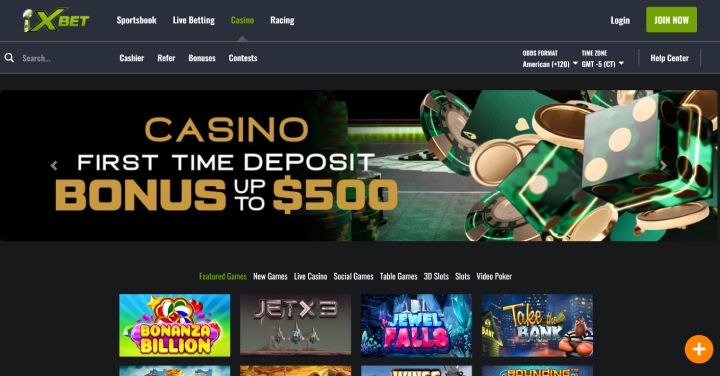 XBET
Sportsbook Live Betting Casino Racing
Login JOIN NOW
Search... Cashier Refer Bonuses Contests
ODDS FORMAT TIME ZONE
American (+120) GMT -5 (CT)
Help Center
CASINO
FIRST TIME DEPOSIT
BONUS UP TO $500
Featured Games New Games Live Casino Social Games Table Games 3D Slots Slots Video Poker
BONANZA
BILLION
JETX3
JEWEL
FALLS
Take the
BANK
WINGS
BOUNDING